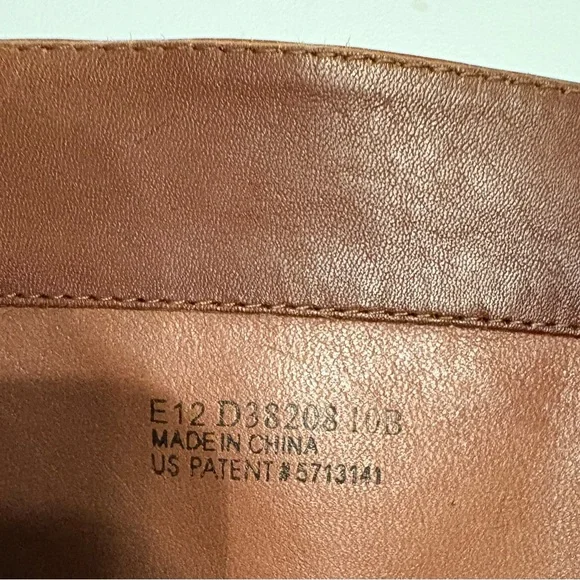 E12 D38208 10B
MADE IN CHINA
US PATENT # 5713141